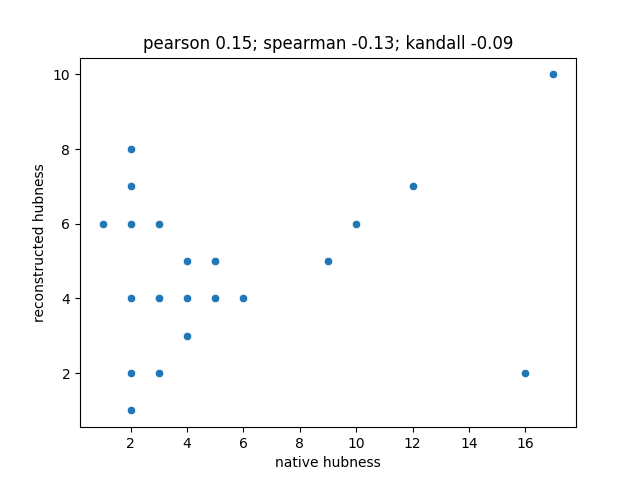 pearson 0.15; spearman -0.13; kandall -0.09
10
8
6
4
2
reconstructed hubness
2 4 6 8 10 12 14 16
native hubness